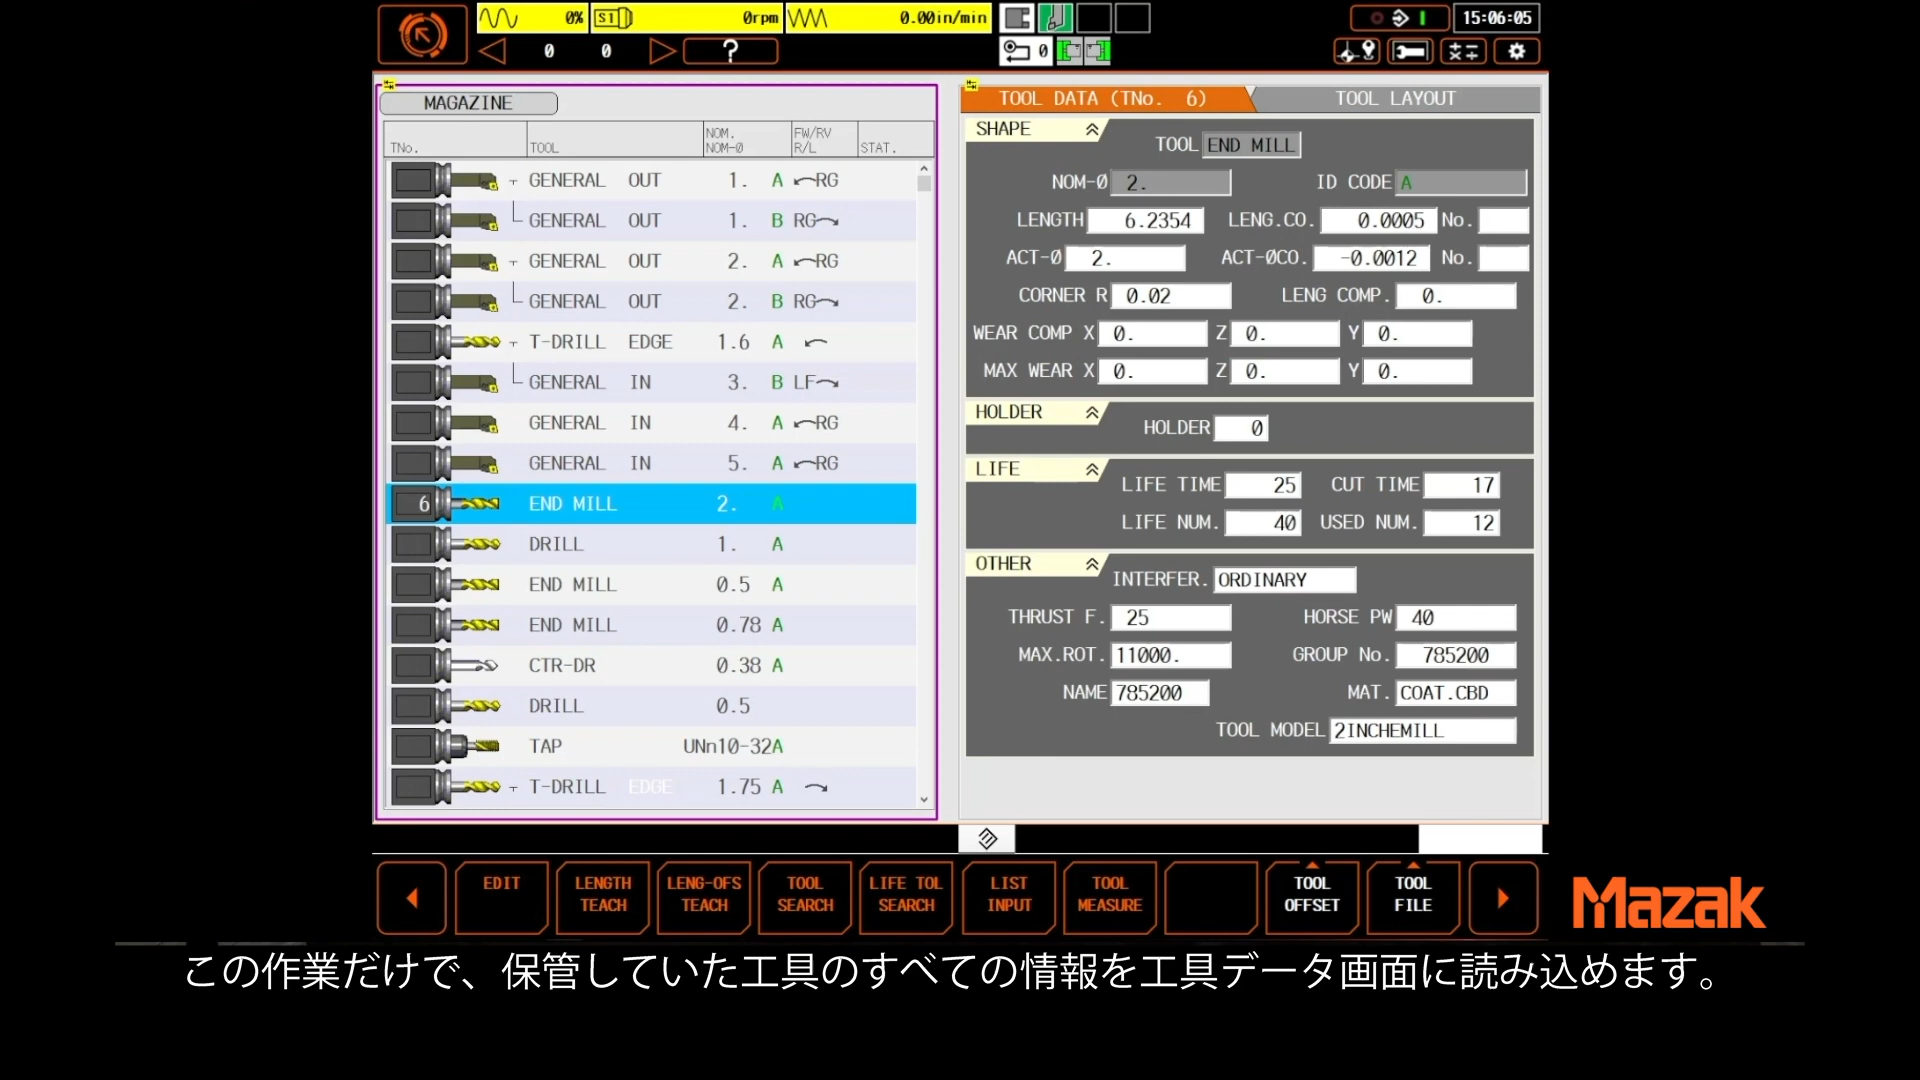 0% S1 0rpm 0.00in/min 15:06:05
0 0 ? 0
MAGAZINE
TNo. TOOL NOM. NOM-Ø FW/RV R/L STAT.
GENERAL OUT 1. A RG
GENERAL OUT 1. B RG
GENERAL OUT 2. A RG
GENERAL OUT 2. B RG
T-DRILL EDGE 1.6 A
GENERAL IN 3. B LF
GENERAL IN 4. A RG
GENERAL IN 5. A RG
6 END MILL 2. A
DRILL 1. A
END MILL 0.5 A
END MILL 0.78 A
CTR-DR 0.38 A
DRILL 0.5
TAP UNn10-32A
T-DRILL EDGE 1.75 A
TOOL DATA (TNo. 6) TOOL LAYOUT
SHAPE
TOOL END MILL
NOM-Ø 2. ID CODE A
LENGTH 6.2354 LENG.CO. 0.0005 No.
ACT-Ø 2. ACT-ØCO. -0.0012 No.
CORNER R 0.02 LENG COMP. 0.
WEAR COMP X 0. Z 0. Y 0.
MAX WEAR X 0. Z 0. Y 0.
HOLDER
HOLDER 0
LIFE
LIFE TIME 25 CUT TIME 17
LIFE NUM. 40 USED NUM. 12
OTHER
INTERFER. ORDINARY
THRUST F. 25 HORSE PW 40
MAX.ROT. 11000. GROUP No. 785200
NAME 785200 MAT. COAT.CBD
TOOL MODEL 2INCHEMILL
EDIT
LENGTH TEACH
LENG-OFS TEACH
TOOL SEARCH
LIFE TOL SEARCH
LIST INPUT
TOOL MEASURE
TOOL OFFSET
TOOL FILE
Mazak
この作業だけで、保管していた工具のすべての情報を工具データ画面に読み込めます。